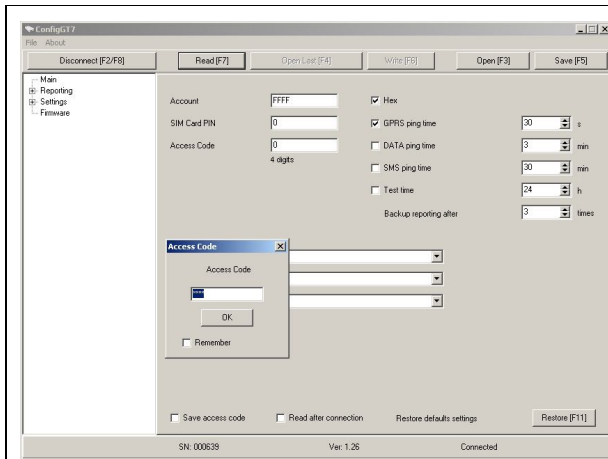 ConfigGT7
File About
Disconnect [F2/F8] Read [F7] Open Last [F4] Write [F6] Open [F3] Save [F5]
Main
Reporting
Settings
Firmware
Account FFFF Hex
SIM Card PIN 0 GPRS ping time 30 s
Access Code 0 DATA ping time 3 min
4 digits
SMS ping time 30 min
Test time 24 h
Backup reporting after 3 times
Access Code
Access Code
****
OK
Remember
Save access code Read after connection Restore defaults settings Restore [F11]
SN: 000639 Ver: 1.26 Connected